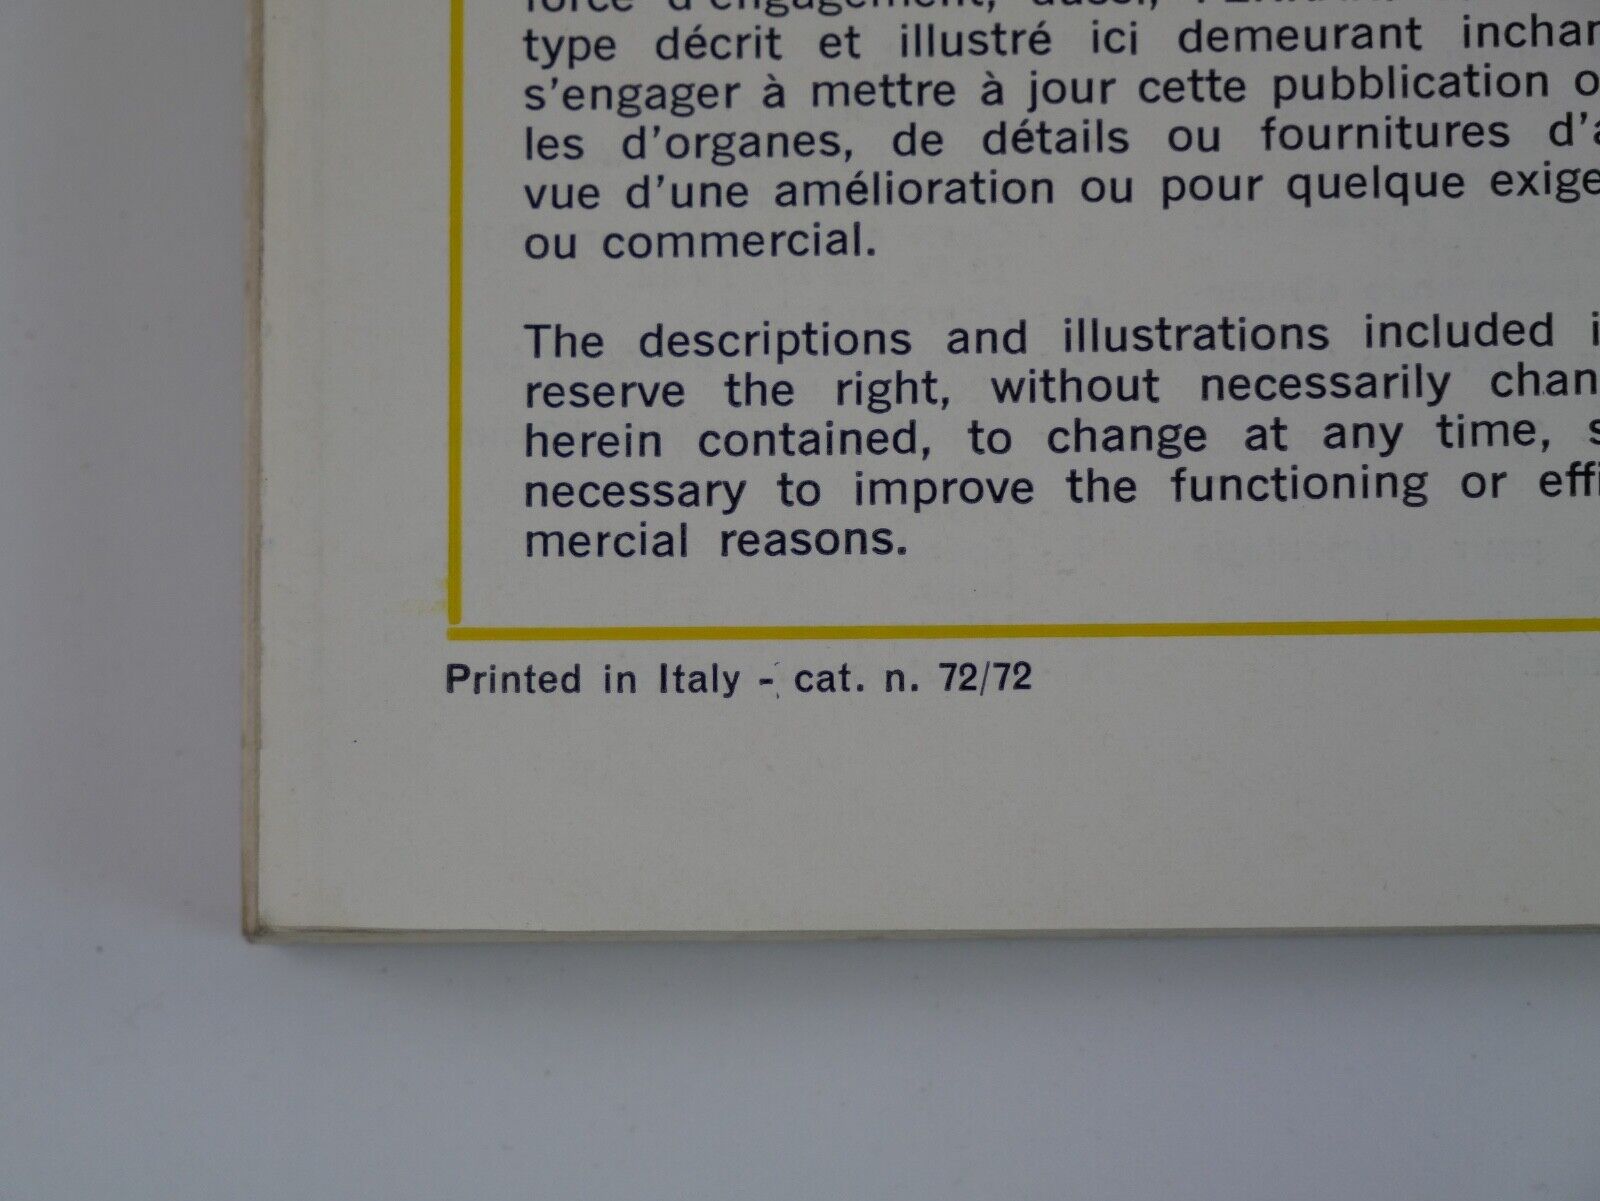 force d'engagement, aussi,
type décrit et illustré ici demeurant inchan
s'engager à mettre à jour cette pubblication o
les d'organes, de détails ou fournitures d'a
vue d'une amélioration ou pour quelque exige
ou commercial.
The descriptions and illustrations included i
reserve the right, without necessarily chan
herein contained, to change at any time, s
necessary to improve the functioning or effi
mercial reasons.
Printed in Italy - cat. n. 72/72